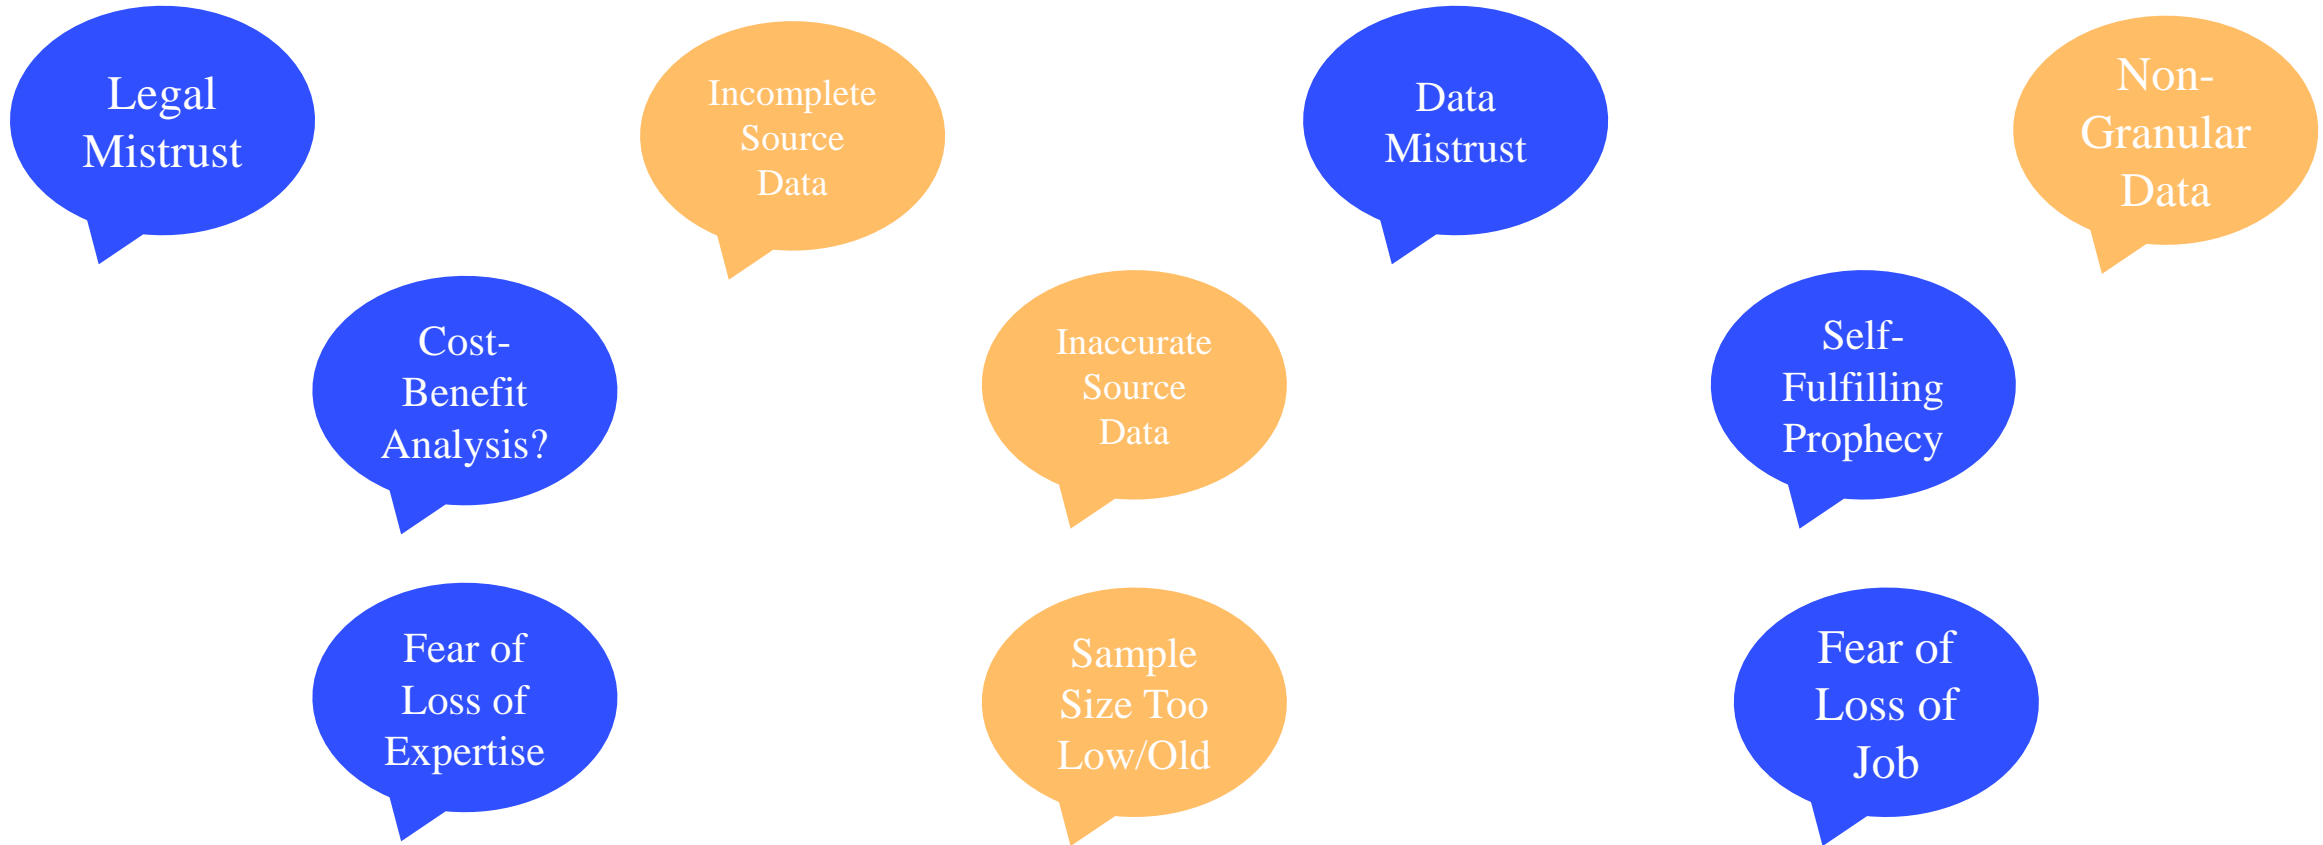 Legal
Mistrust
Incomplete
Source
Data
Data
Mistrust
Non-
Granular
Data
Cost-
Benefit
Analysis?
Inaccurate
Source
Data
Self-
Fulfilling
Prophecy
Fear of
Loss of
Expertise
Sample
Size Too
Low/Old
Fear of
Loss of
Job